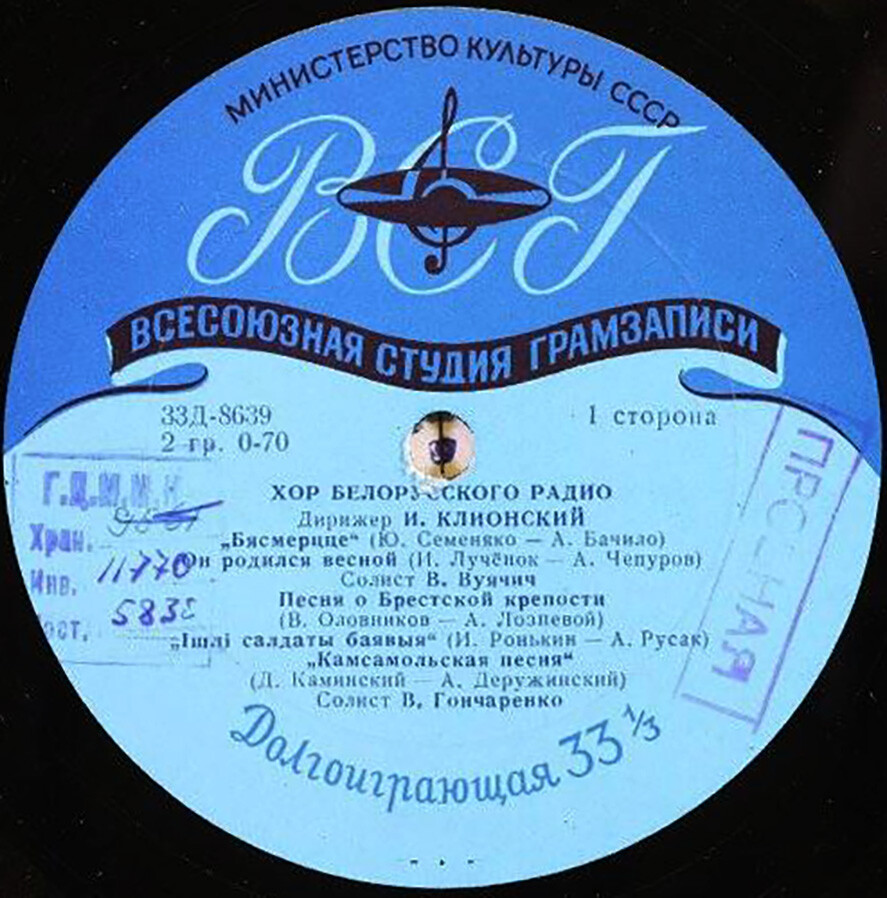 МИНИСТЕРСТВО КУЛЬТУРЫ СССР
ВСГ
ВСЕСОЮЗНАЯ СТУДИЯ ГРАМЗАПИСИ
33Д-8639
1 сторона
2 гр. 0-70
Г.Ц.М.М.К
Хран.
Инв. 11770
5838
ХОР БЕЛОРУССКОГО РАДИО
Дирижер И. КЛИОНСКИЙ
„Бясмерцце“ (Ю. Семеняко — А. Бачило)
Он родился весной (И. Лучёнок — А. Чепуров)
Солист В. Вуячич
Песня о Брестской крепости
(В. Оловников — А. Лозневой)
„Ішлі салдаты баявыя“ (И. Ронькин — А. Русак)
„Камсамольская песня“
(Д. Каминский — А. Деружинский)
Солист В. Гончаренко
Долгоиграющая 33 1/3